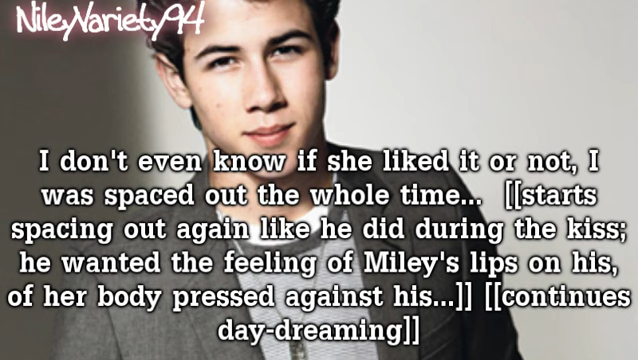 NileyVariety94
I don't even know if she liked it or not, I
was spaced out the whole time... [[starts
spacing out again like he did during the kiss;
he wanted the feeling of Miley's lips on his,
of her body pressed against his...]] [[continues
day-dreaming]]